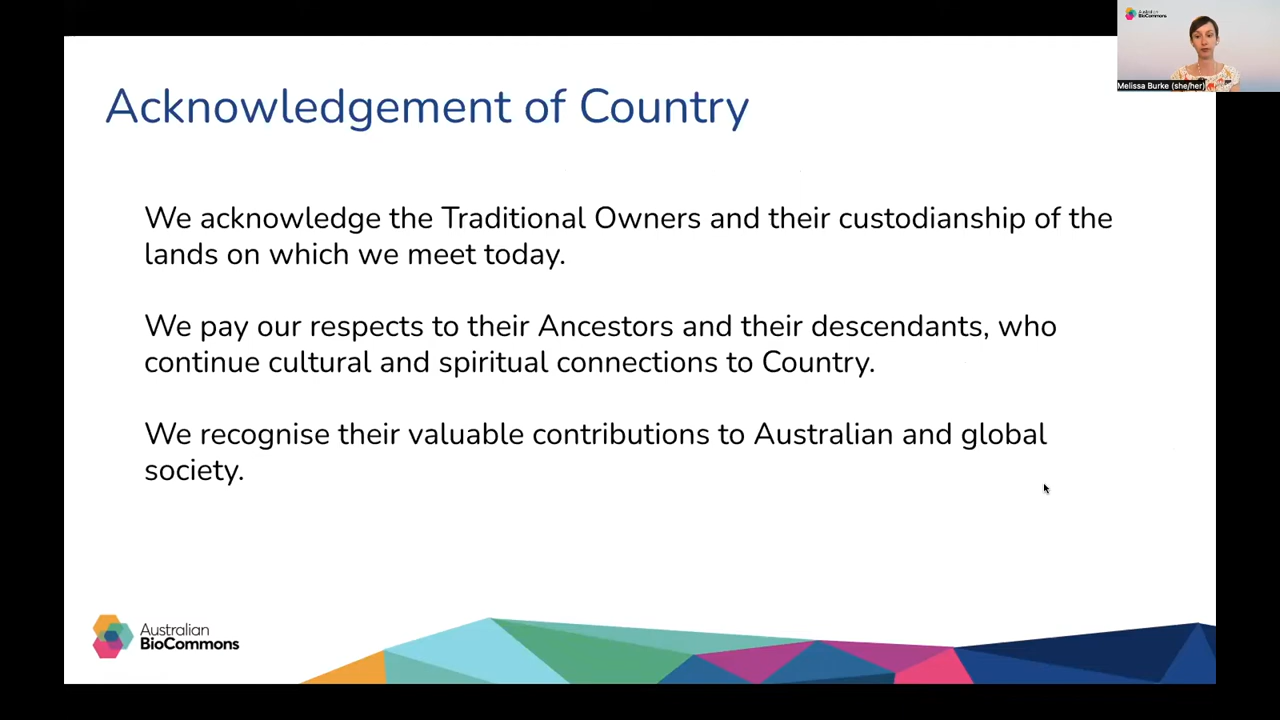 Australian
BioCommons
Melissa Burke (she/her)
Acknowledgement of Country
We acknowledge the Traditional Owners and their custodianship of the
lands on which we meet today.
We pay our respects to their Ancestors and their descendants, who
continue cultural and spiritual connections to Country.
We recognise their valuable contributions to Australian and global
society.
Australian
BioCommons